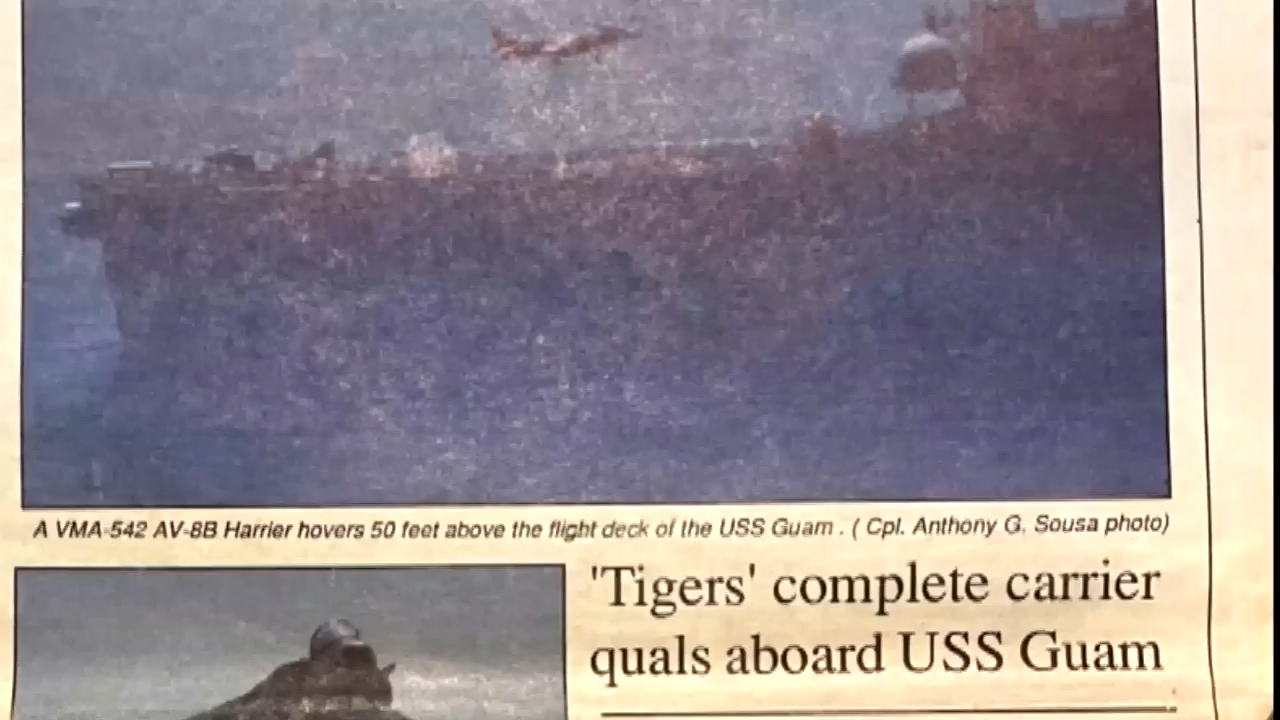 A VMA-542 AV-8B Harrier hovers 50 feet above the flight deck of the USS Guam . ( Cpl. Anthony G. Sousa photo)
'Tigers' complete carrier
quals aboard USS Guam